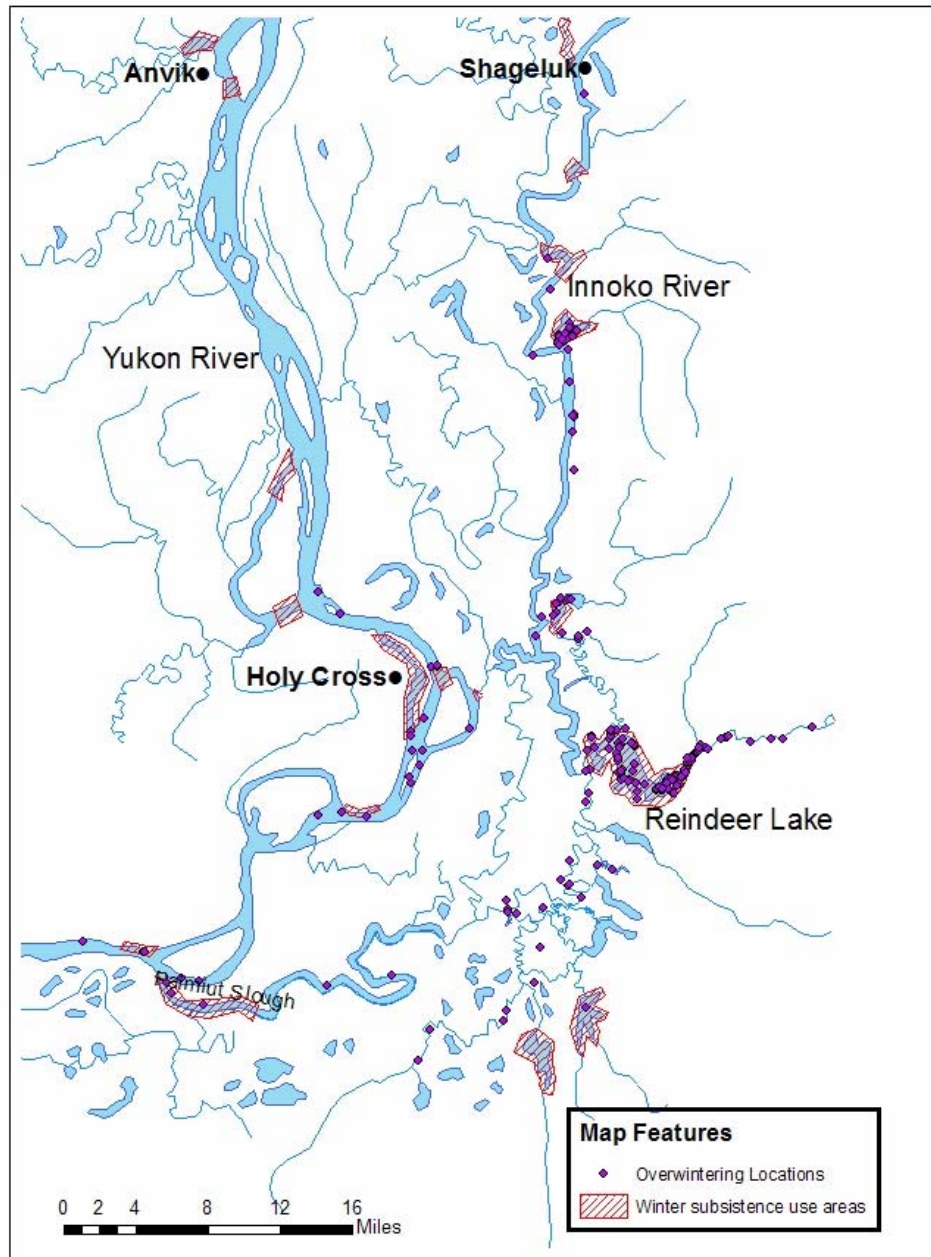 Anvik
Shageluk
Innoko River
Yukon River
Holy Cross
Reindeer Lake
Paimiut Slough
Map Features
Overwintering Locations
Winter subsistence use areas
0 2 4 8 12 16
Miles